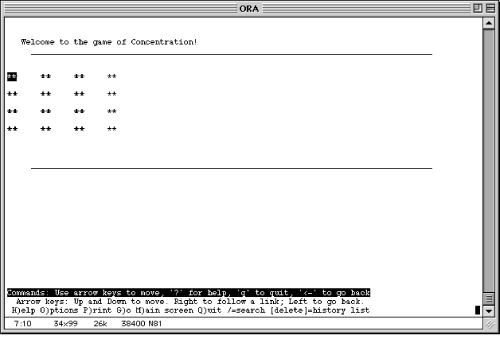 ORA
Welcome to the game of Concentration!
** ** ** **
** ** ** **
** ** ** **
** ** ** **
Commands: Use arrow keys to move, '?' for help, 'q' to quit, '<-' to go back
Arrow keys: Up and Down to move. Right to follow a link; Left to go back.
H)elp O)ptions P)rint G)o M)ain screen Q)uit /=search [delete]=history list
7:10 34x99 26k 38400 N81